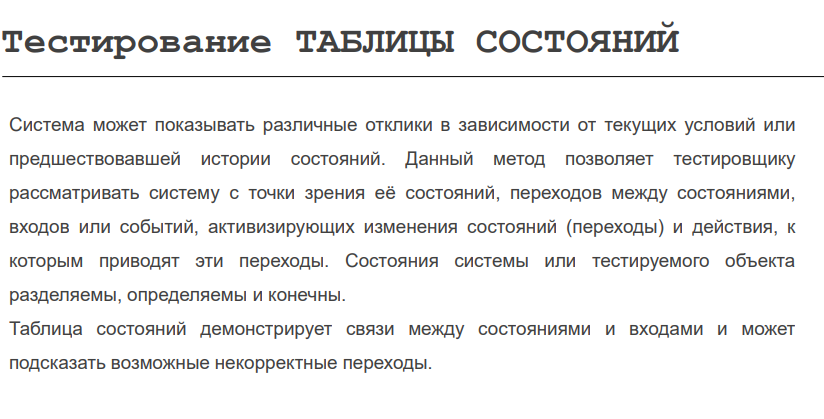 Тестирование ТАБЛИЦЫ СОСТОЯНИЙ
Система может показывать различные отклики в зависимости от текущих условий или
предшествовавшей истории состояний. Данный метод позволяет тестировщику
рассматривать систему с точки зрения её состояний, переходов между состояниями,
входов или событий, активизирующих изменения состояний (переходы) и действия, к
которым приводят эти переходы. Состояния системы или тестируемого объекта
разделяемы, определяемы и конечны.
Таблица состояний демонстрирует связи между состояниями и входами и может
подсказать возможные некорректные переходы.